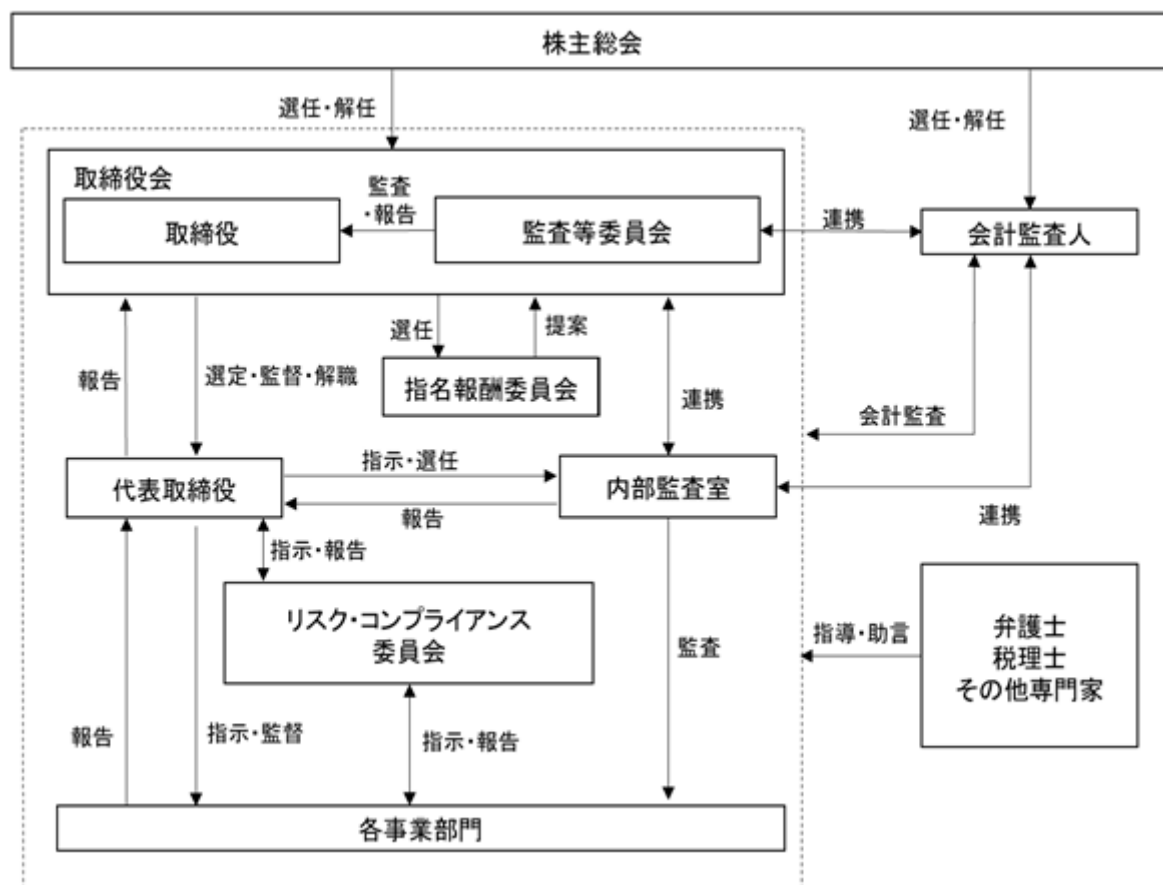 株主総会
選任・解任
選任・解任
取締役会
監査
・報告
取締役
監査等委員会
連携
会計監査人
選任
提案
報告
選定・監督・解職
指名報酬委員会
連携
会計監査
指示・選任
代表取締役
内部監査室
報告
連携
指示・報告
リスク・コンプライアンス
委員会
監査
指導・助言
弁護士
税理士
その他専門家
報告
指示・監督
指示・報告
各事業部門